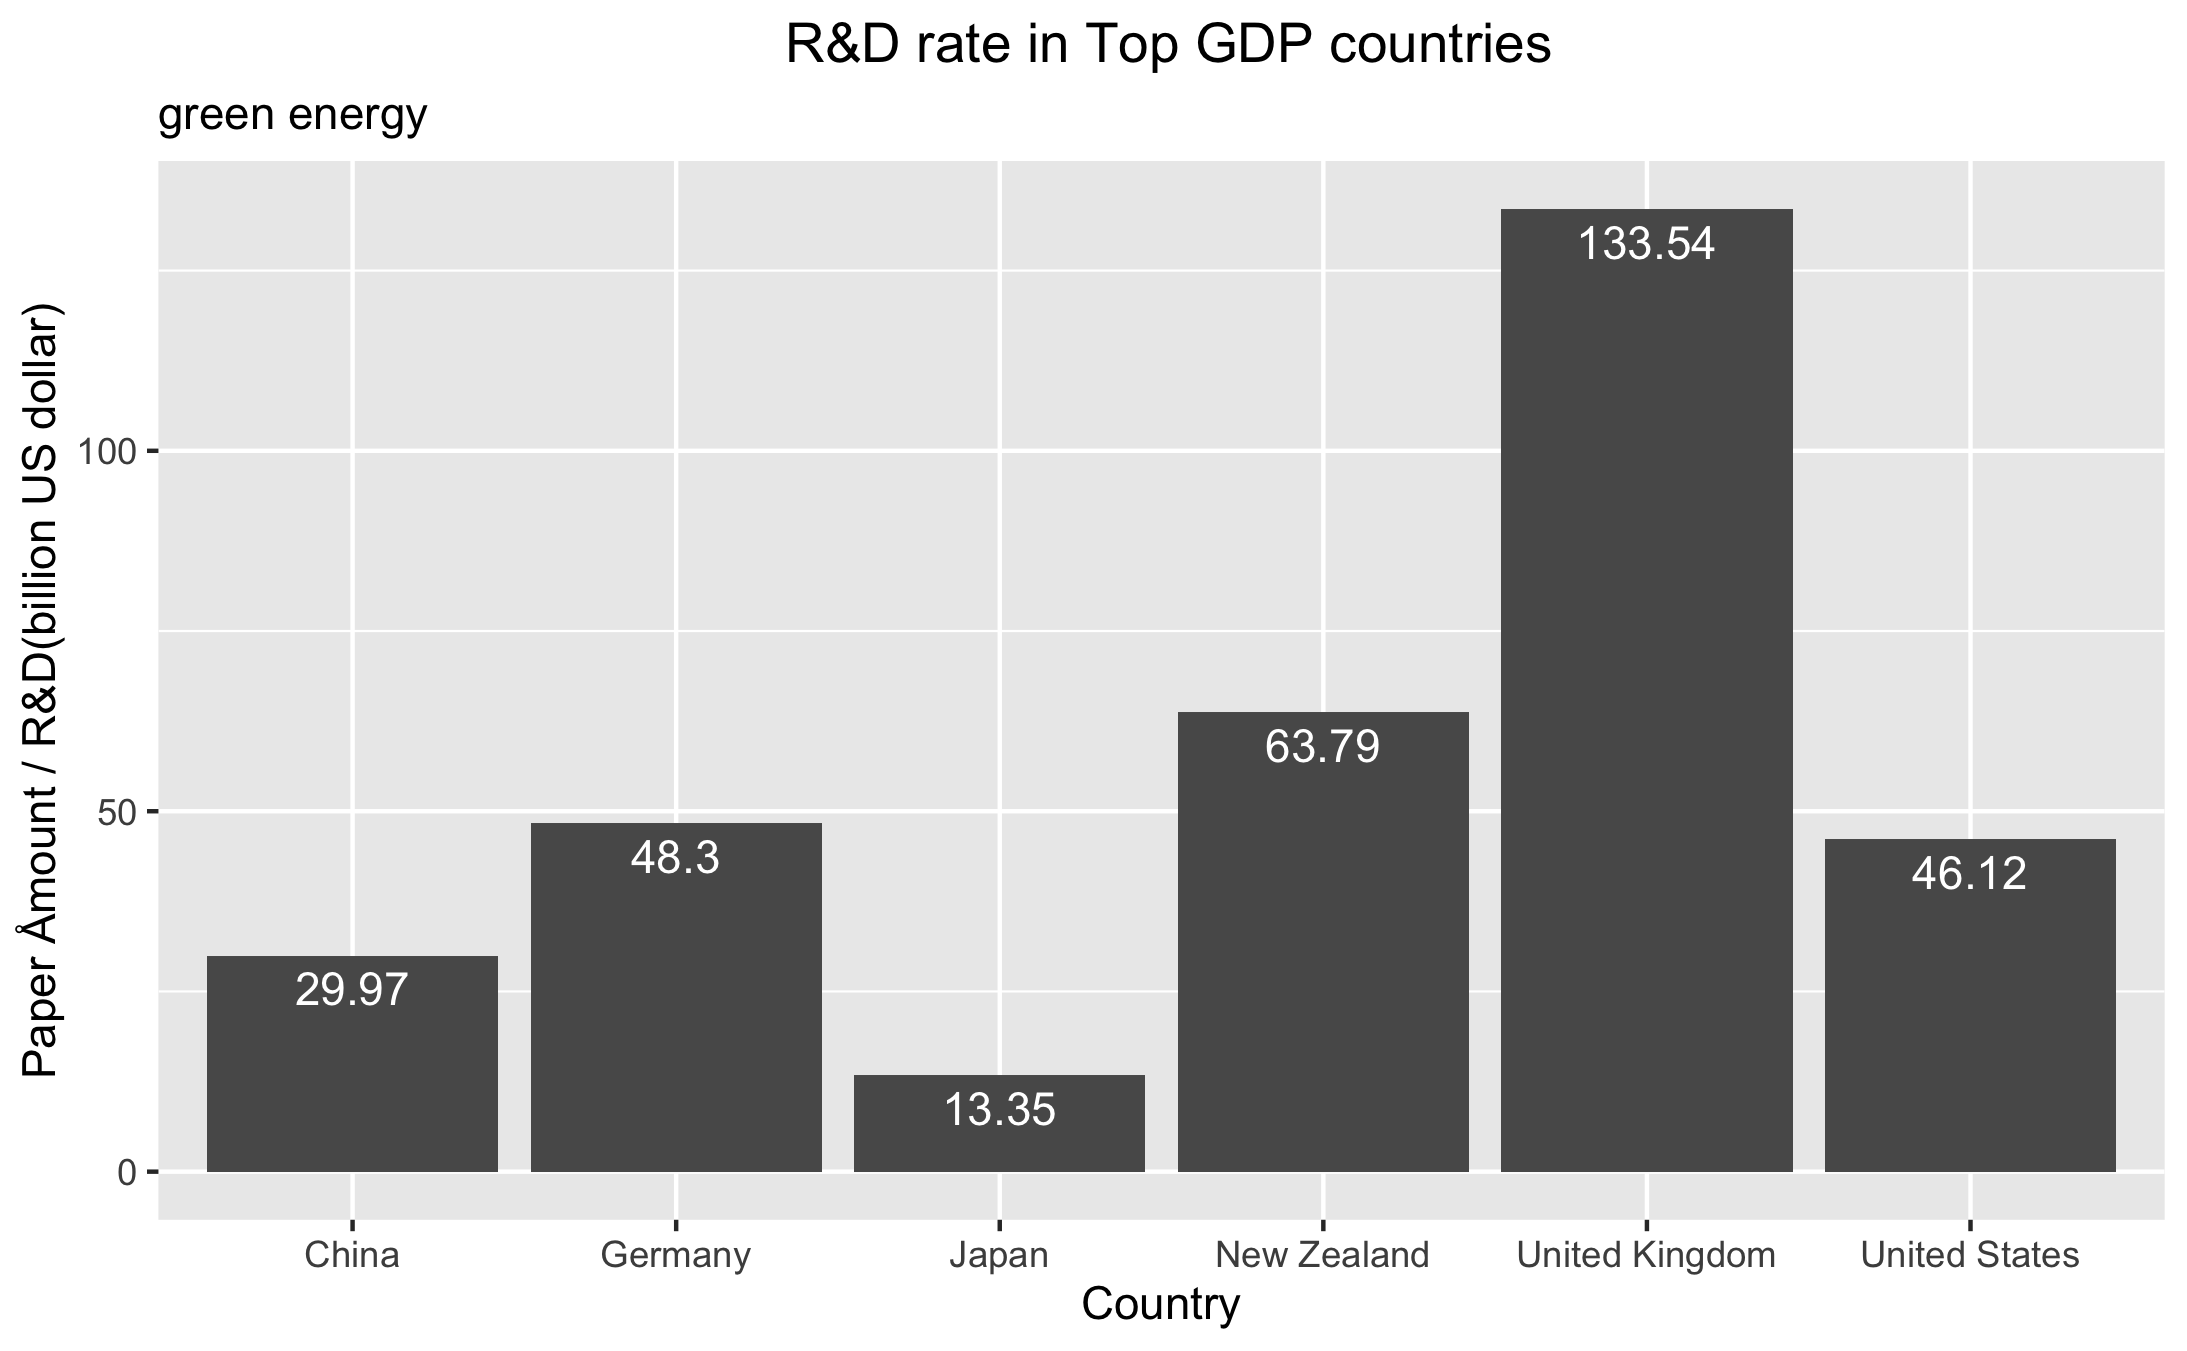 R&D rate in Top GDP countries
green energy
Paper Åmount / R&D(billion US dollar)
100
50
0
133.54
63.79
48.3
46.12
29.97
13.35
China
Germany
Japan
New Zealand
United Kingdom
United States
Country